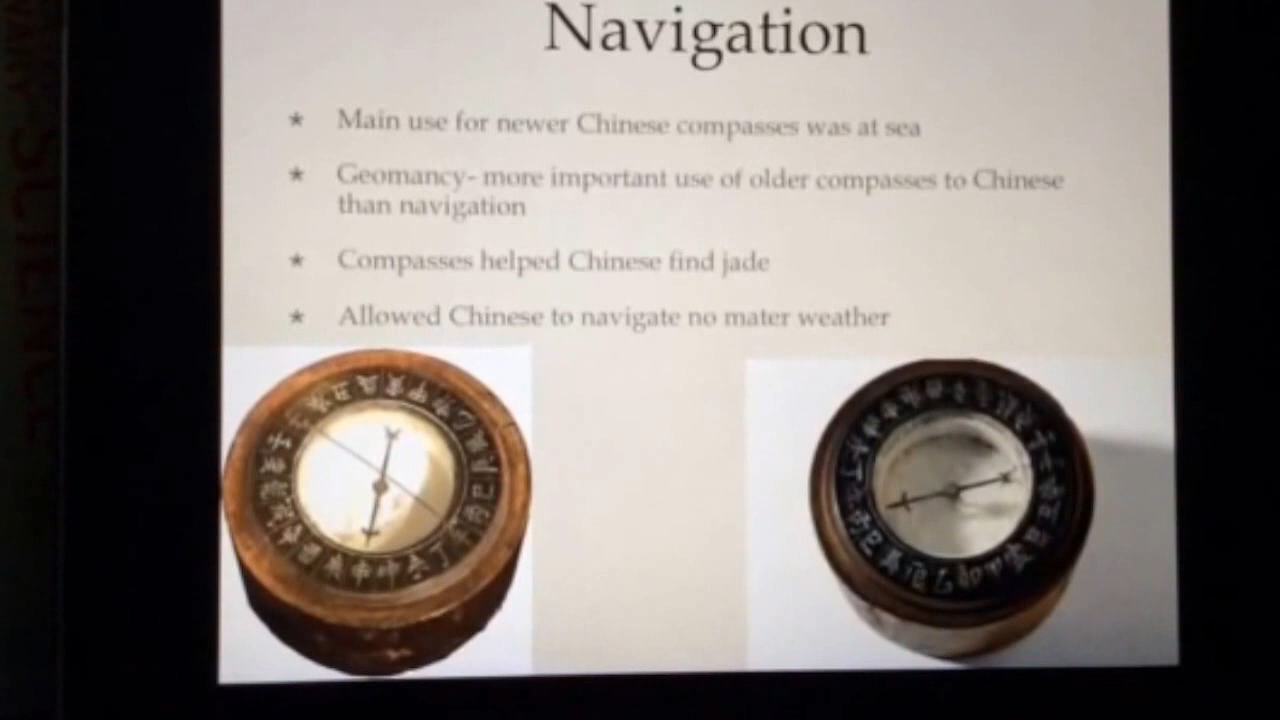 Navigation
* Main use for newer Chinese compasses was at sea
* Geomancy- more important use of older compasses to Chinese
than navigation
* Compasses helped Chinese find jade
* Allowed Chinese to navigate no mater weather